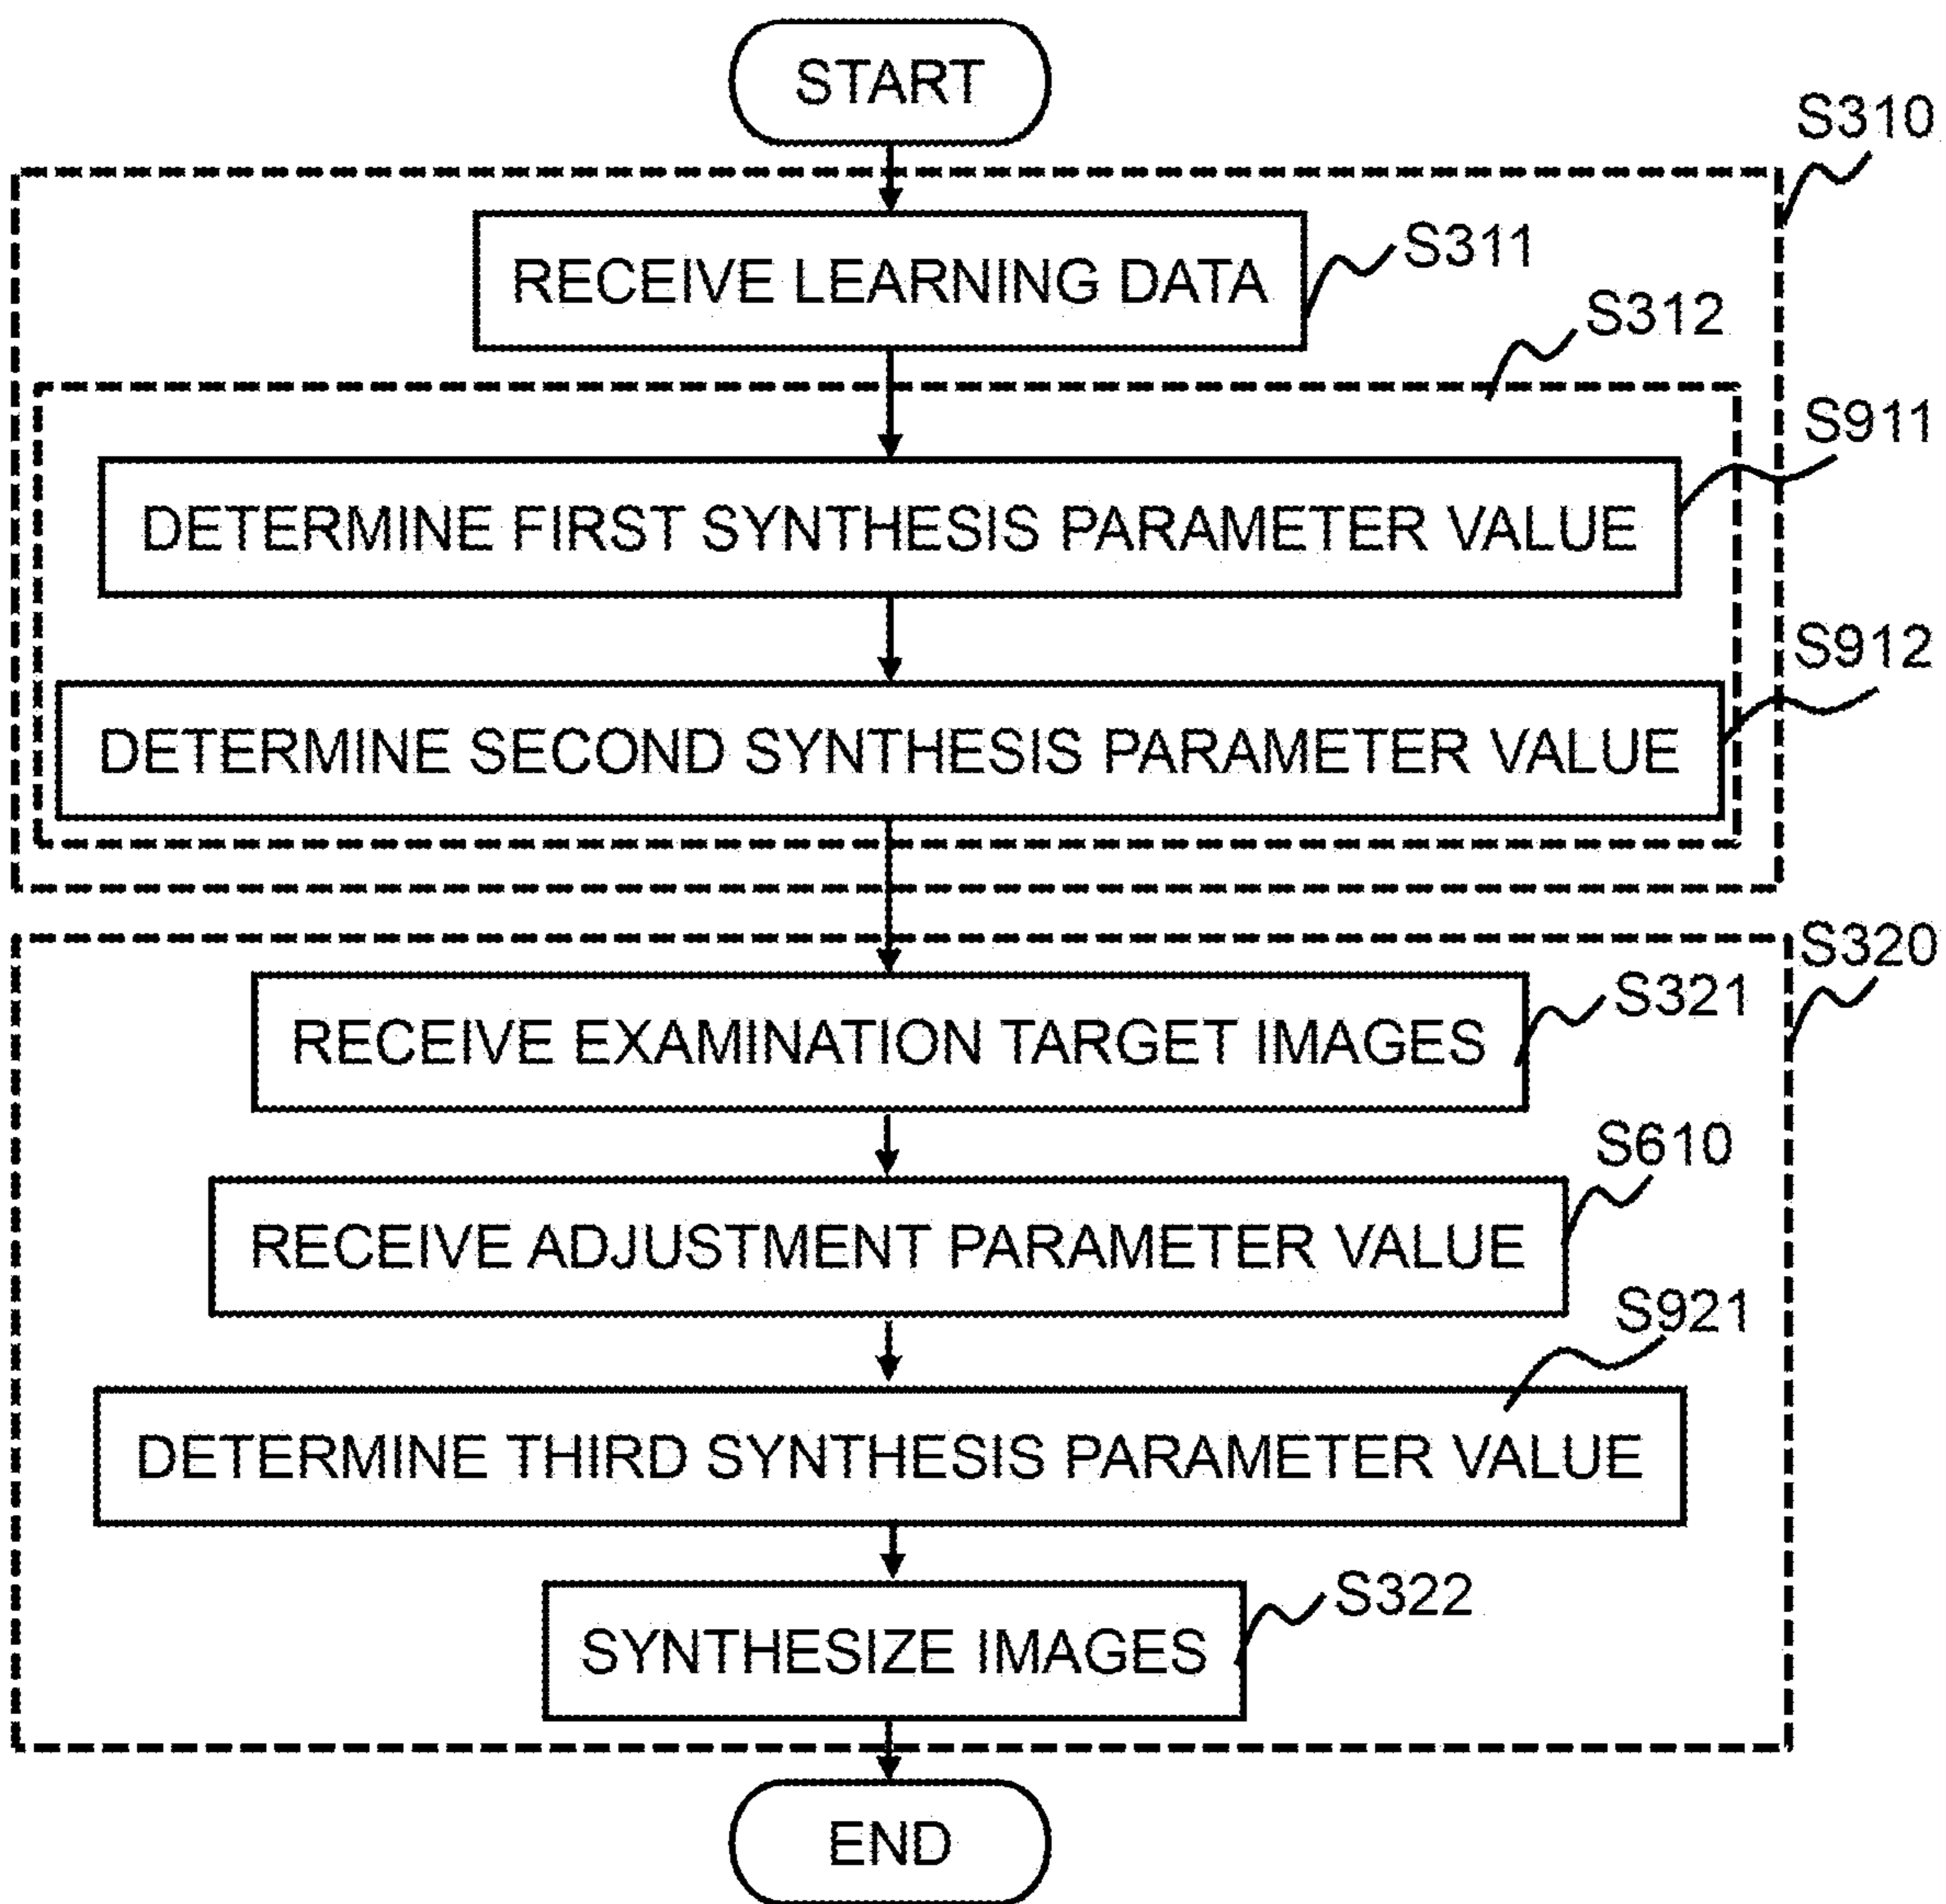 START
S310
RECEIVE LEARNING DATA
S311
S312
S911
DETERMINE FIRST SYNTHESIS PARAMETER VALUE
S912
DETERMINE SECOND SYNTHESIS PARAMETER VALUE
S320
S321
RECEIVE EXAMINATION TARGET IMAGES
S610
RECEIVE ADJUSTMENT PARAMETER VALUE
S921
DETERMINE THIRD SYNTHESIS PARAMETER VALUE
S322
SYNTHESIZE IMAGES
END